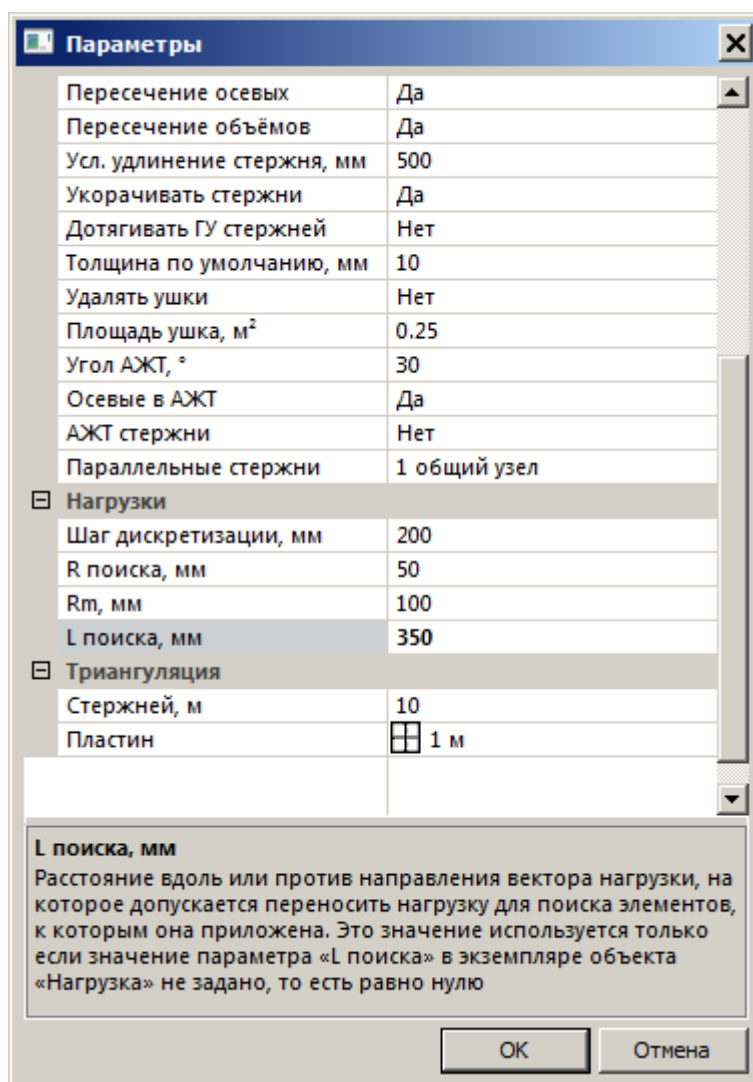 Параметры
Пересечение осевых Да
Пересечение объёмов Да
Усл. удлинение стержня, мм 500
Укорачивать стержни Да
Дотягивать ГУ стержней Нет
Толщина по умолчанию, мм 10
Удалять ушки Нет
Площадь ушка, м² 0.25
Угол АЖТ, ° 30
Осевые в АЖТ Да
АЖТ стержни Нет
Параллельные стержни 1 общий узел
Нагрузки
Шаг дискретизации, мм 200
R поиска, мм 50
Rm, мм 100
L поиска, мм 350
Триангуляция
Стержней, м 10
Пластин 1 м
L поиска, мм
Расстояние вдоль или против направления вектора нагрузки, на
которое допускается переносить нагрузку для поиска элементов,
к которым она приложена. Это значение используется только
если значение параметра «L поиска» в экземпляре объекта
«Нагрузка» не задано, то есть равно нулю
OK Отмена